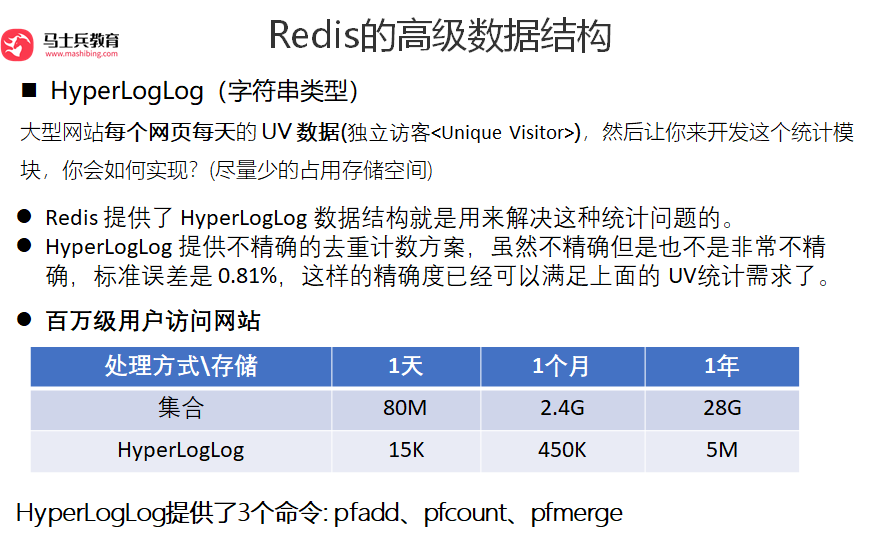 马士兵教育
www.mashibing.com
Redis的高级数据结构
■ HyperLogLog（字符串类型）
大型网站每个网页每天的 UV 数据(独立访客<Unique Visitor>)，然后让你来开发这个统计模
块，你会如何实现？(尽量少的占用存储空间)
● Redis 提供了 HyperLogLog 数据结构就是用来解决这种统计问题的。
● HyperLogLog 提供不精确的去重计数方案，虽然不精确但是也不是非常不精
确，标准误差是 0.81%，这样的精确度已经可以满足上面的 UV统计需求了。
● 百万级用户访问网站
处理方式\存储 1天 1个月 1年
集合 80M 2.4G 28G
HyperLogLog 15K 450K 5M
HyperLogLog提供了3个命令: pfadd、pfcount、pfmerge